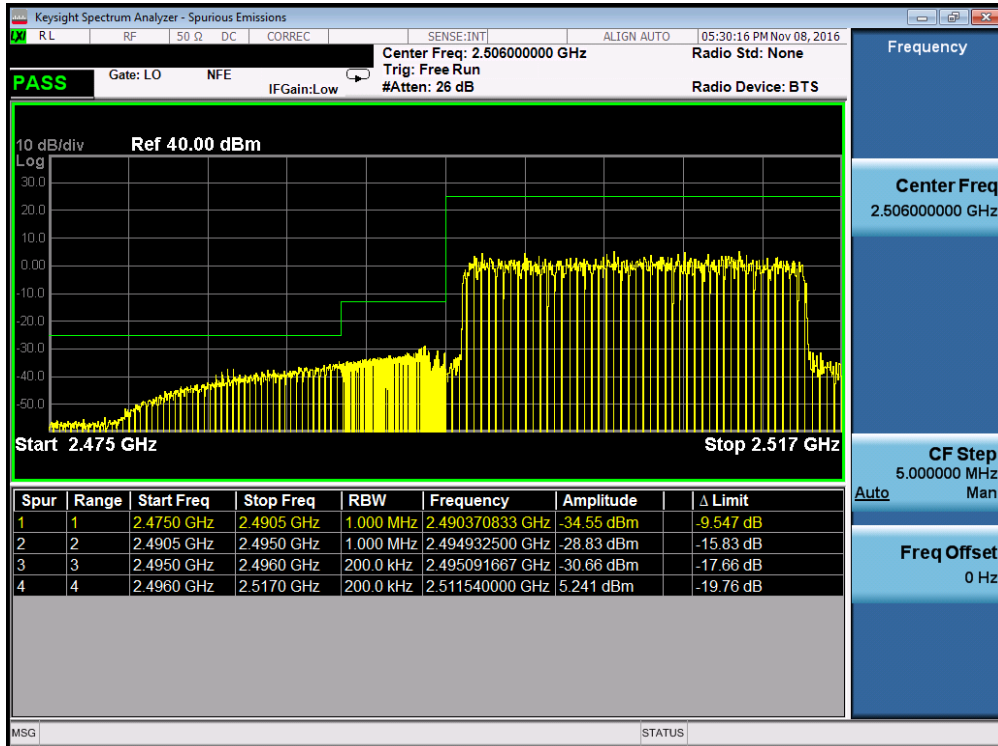 Keysight Spectrum Analyzer - Spurious Emissions
LXI RL RF 50 Ω DC CORREC SENSE:INT ALIGN AUTO 05:30:16 PM Nov 08, 2016
Center Freq: 2.506000000 GHz Radio Std: None
PASS Gate: LO NFE Trig: Free Run
IFGain:Low #Atten: 26 dB Radio Device: BTS
10 dB/div Ref 40.00 dBm
Log
30.0
20.0
10.0
0.00
-10.0
-20.0
-30.0
-40.0
-50.0
Start 2.475 GHz Stop 2.517 GHz
Spur Range Start Freq Stop Freq RBW Frequency Amplitude Δ Limit
1 1 2.4750 GHz 2.4905 GHz 1.000 MHz 2.490370833 GHz -34.55 dBm -9.547 dB
2 2 2.4905 GHz 2.4950 GHz 1.000 MHz 2.494932500 GHz -28.83 dBm -15.83 dB
3 3 2.4950 GHz 2.4960 GHz 200.0 kHz 2.495091667 GHz -30.66 dBm -17.66 dB
4 4 2.4960 GHz 2.5170 GHz 200.0 kHz 2.511540000 GHz 5.241 dBm -19.76 dB
MSG STATUS
Frequency
Center Freq
2.506000000 GHz
CF Step
5.000000 MHz
Auto Man
Freq Offset
0 Hz